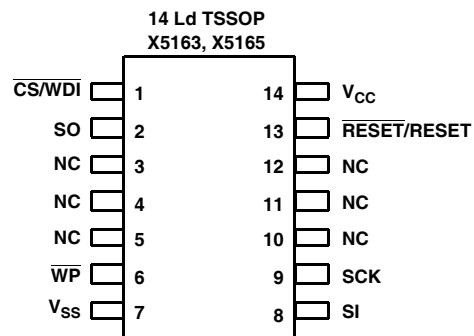 14 Ld TSSOP
X5163, X5165
CS/WDI 1 14 VCC
SO 2 13 RESET/RESET
NC 3 12 NC
NC 4 11 NC
NC 5 10 NC
WP 6 9 SCK
VSS 7 8 SI